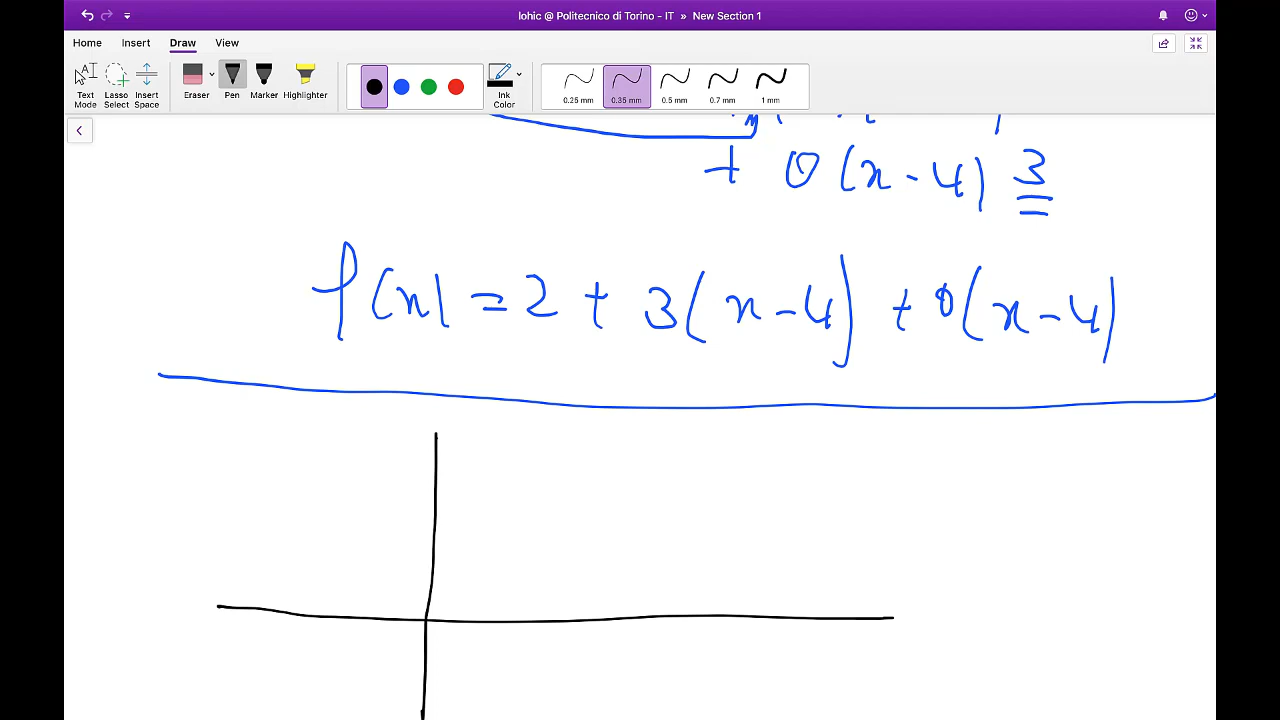 lohic @ Politecnico di Torino - IT » New Section 1
Home Insert Draw View
Text Mode Lasso Select Insert Space Eraser Pen Marker Highlighter Ink Color 0.25 mm 0.35 mm 0.5 mm 0.7 mm 1 mm
+ 0(x-4) 3
f(x) = 2 + 3(x-4) + 0(x-4)